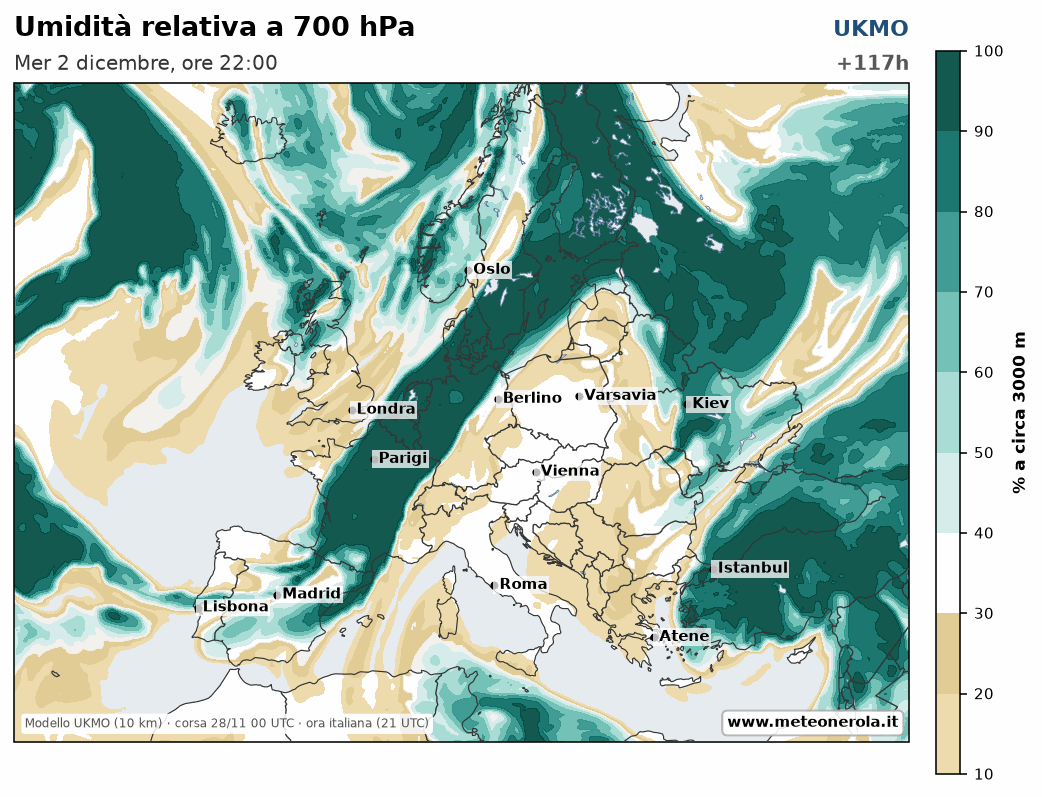 Umidità relativa a 700 hPa
UKMO
Mer 2 dicembre, ore 22:00
+117h
100
90
80
70
60
50
40
30
20
10
% a circa 3000 m
Oslo
Londra
Berlino
Varsavia
Kiev
Parigi
Vienna
Istanbul
Roma
Madrid
Lisbona
Atene
Modello UKMO (10 km) · corsa 28/11 00 UTC · ora italiana (21 UTC)
www.meteonerola.it